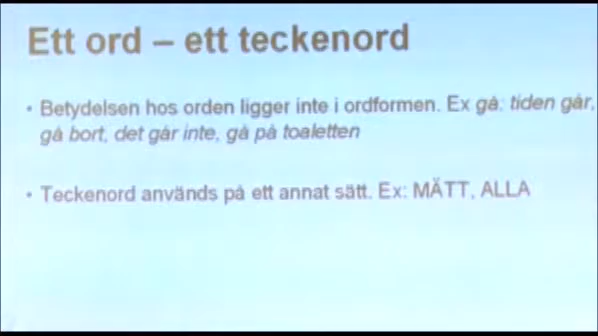 Ett ord – ett teckenord
• Betydelsen hos orden ligger inte i ordformen. Ex gå: tiden går,
gå bort, det går inte, gå på toaletten
• Teckenord används på ett annat sätt. Ex: MÄTT, ALLA